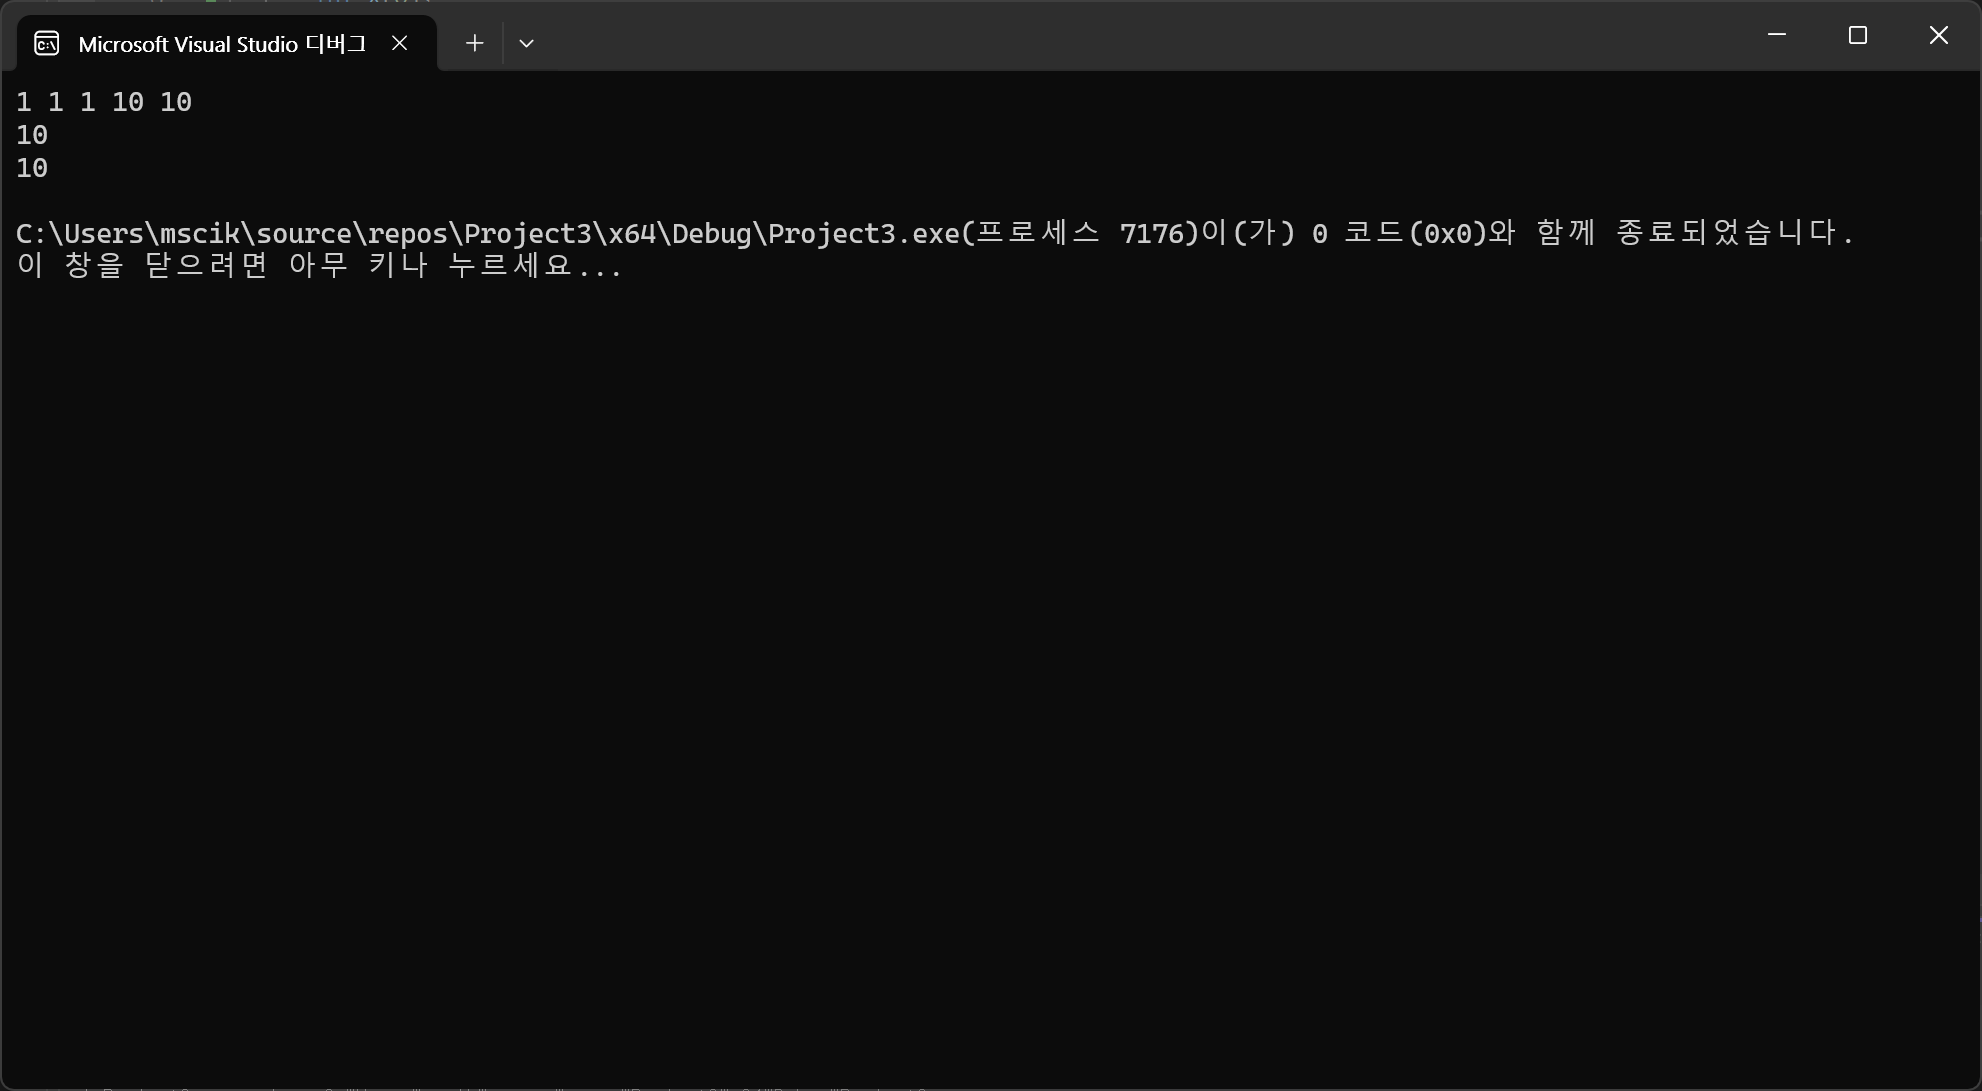 Microsoft Visual Studio 디버그
1 1 1 10 10
10
10
C:\Users\mscik\source\repos\Project3\x64\Debug\Project3.exe(프로세스 7176)이(가) 0 코드(0x0)와 함께 종료되었습니다.
이 창을 닫으려면 아무 키나 누르세요...